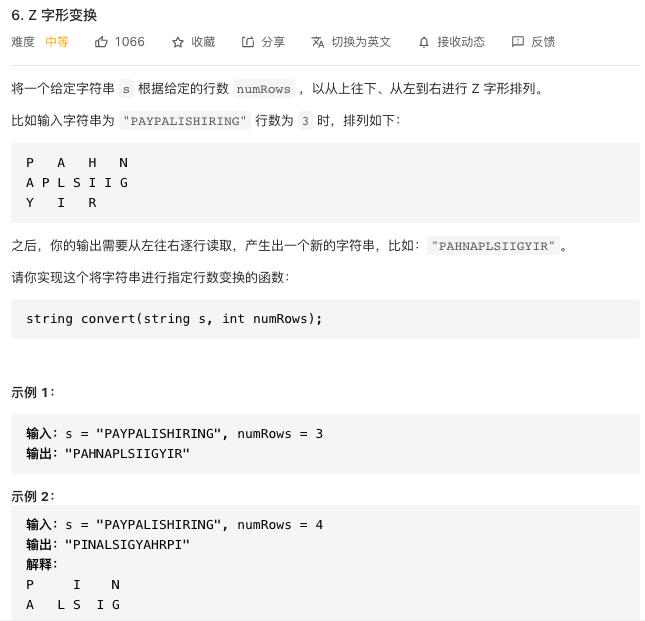 6. Z 字形变换
难度 中等 1066 收藏 分享 切换为英文 接收动态 反馈
将一个给定字符串 s 根据给定的行数 numRows ，以从上往下、从左到右进行 Z 字形排列。
比如输入字符串为 "PAYPALISHIRING" 行数为 3 时，排列如下：
P   A   H   N
A P L S I I G
Y   I   R
之后，你的输出需要从左往右逐行读取，产生出一个新的字符串，比如："PAHNAPLSIIGYIR"。
请你实现这个将字符串进行指定行数变换的函数：
string convert(string s, int numRows);
示例 1：
输入：s = "PAYPALISHIRING", numRows = 3
输出："PAHNAPLSIIGYIR"
示例 2：
输入：s = "PAYPALISHIRING", numRows = 4
输出："PINALSIGYAHRPI"
解释：
P     I    N
A   L S  I G